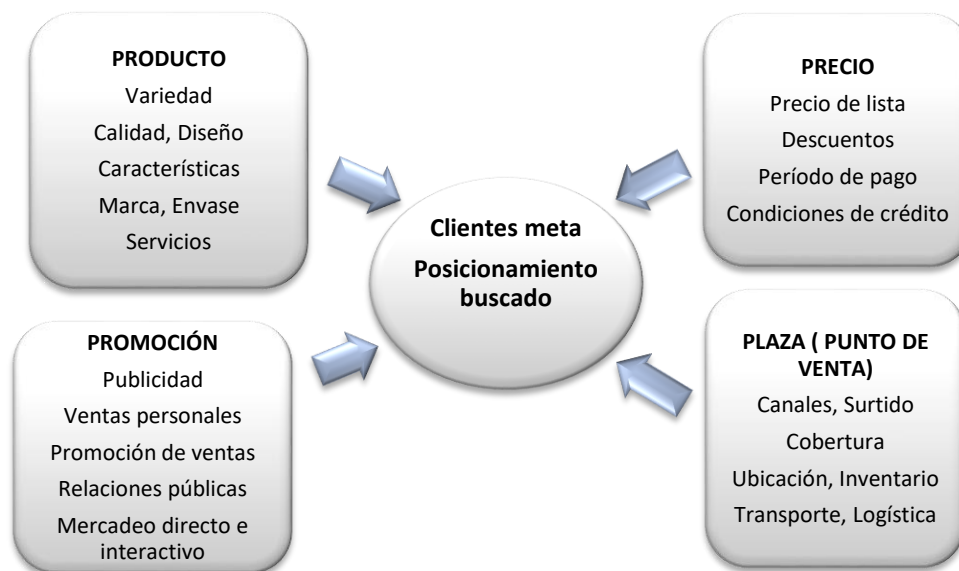 PRODUCTO
Variedad
Calidad, Diseño
Características
Marca, Envase
Servicios
PRECIO
Precio de lista
Descuentos
Período de pago
Condiciones de crédito
Clientes meta
Posicionamiento
buscado
PROMOCIÓN
Publicidad
Ventas personales
Promoción de ventas
Relaciones públicas
Mercadeo directo e
interactivo
PLAZA ( PUNTO DE
VENTA)
Canales, Surtido
Cobertura
Ubicación, Inventario
Transporte, Logística